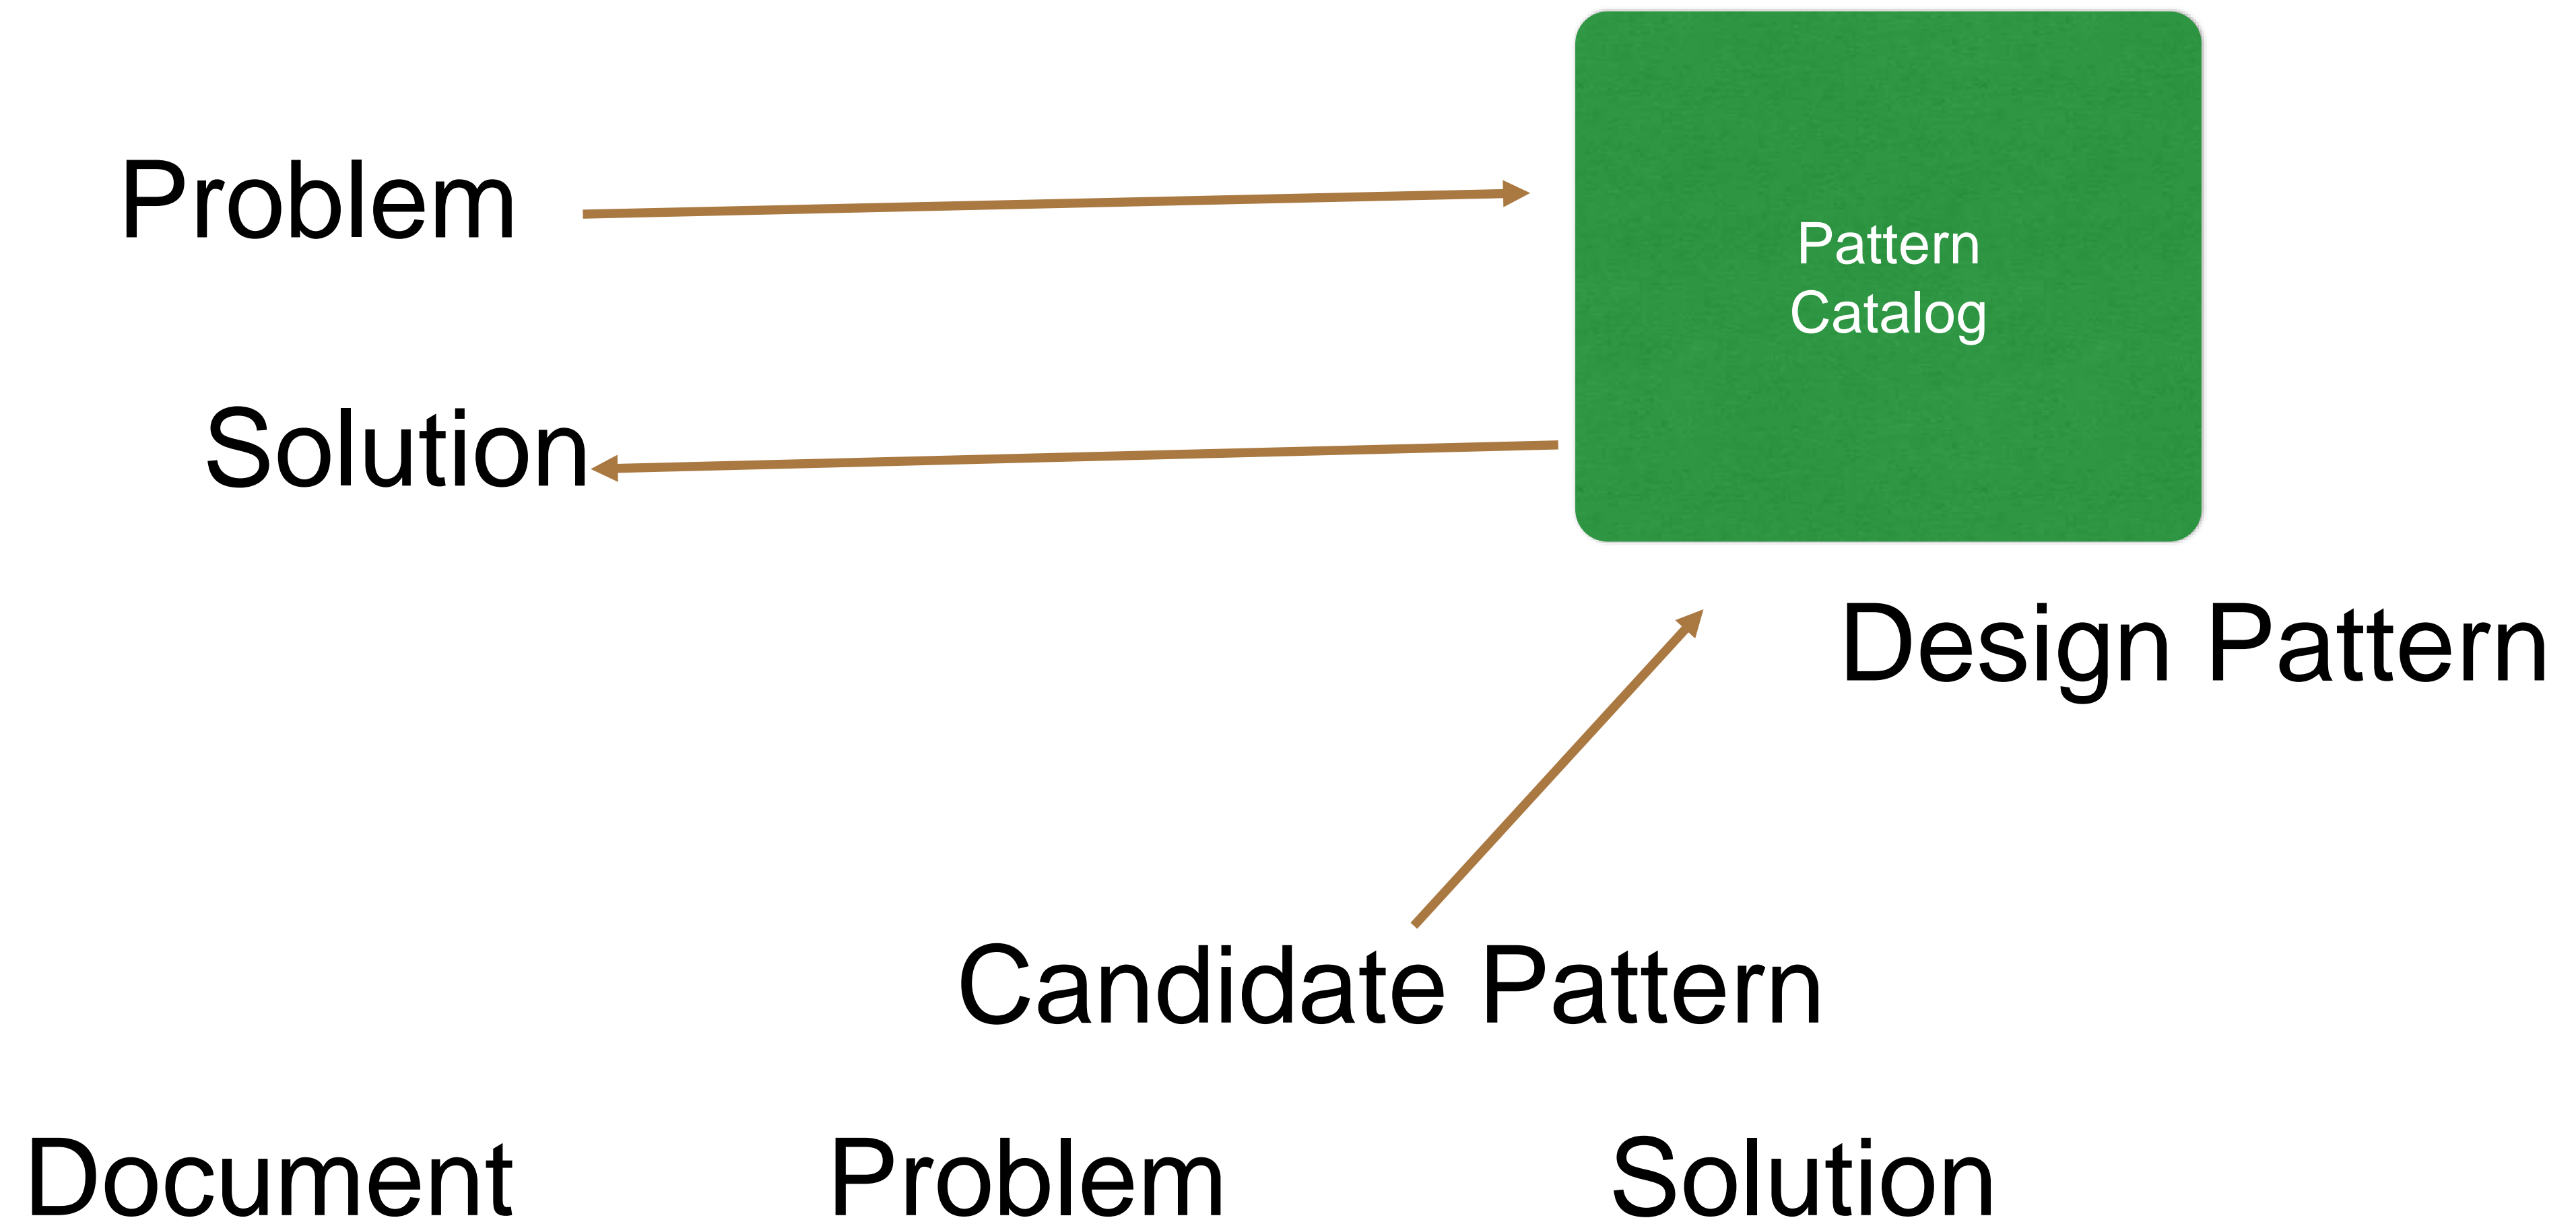 Problem
Pattern
Catalog
Solution
Design Pattern
Candidate Pattern
Document
Problem
Solution